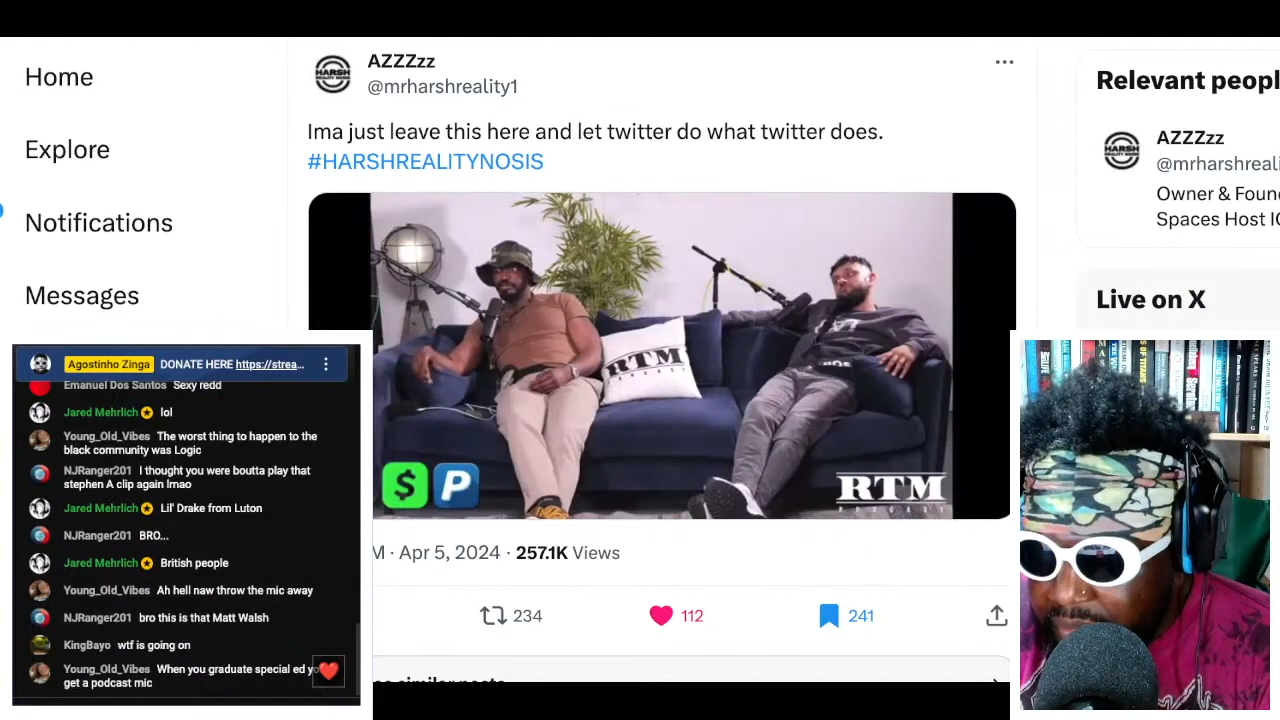 Home
Explore
Notifications
Messages
HARSH
AZZZzz
@mrharshreality1
Ima just leave this here and let twitter do what twitter does.
#HARSHREALITYNOSIS
RTM
RTM
PODCAST
$ P
M · Apr 5, 2024 · 257.1K Views
234
112
241
Relevant peopl
HARSH
AZZZzz
@mrharshreali
Owner & Foun
Spaces Host IC
Live on X
Agostinho Zinga DONATE HERE https://strea...
Emanuel Dos Santos Sexy redd
Jared Mehrlich lol
Young_Old_Vibes The worst thing to happen to the
black community was Logic
NJRanger201 I thought you were boutta play that
stephen A clip again lmao
Jared Mehrlich Lil' Drake from Luton
NJRanger201 BRO...
Jared Mehrlich British people
Young_Old_Vibes Ah hell naw throw the mic away
NJRanger201 bro this is that Matt Walsh
KingBayo wtf is going on
Young_Old_Vibes When you graduate special ed yo
get a podcast mic